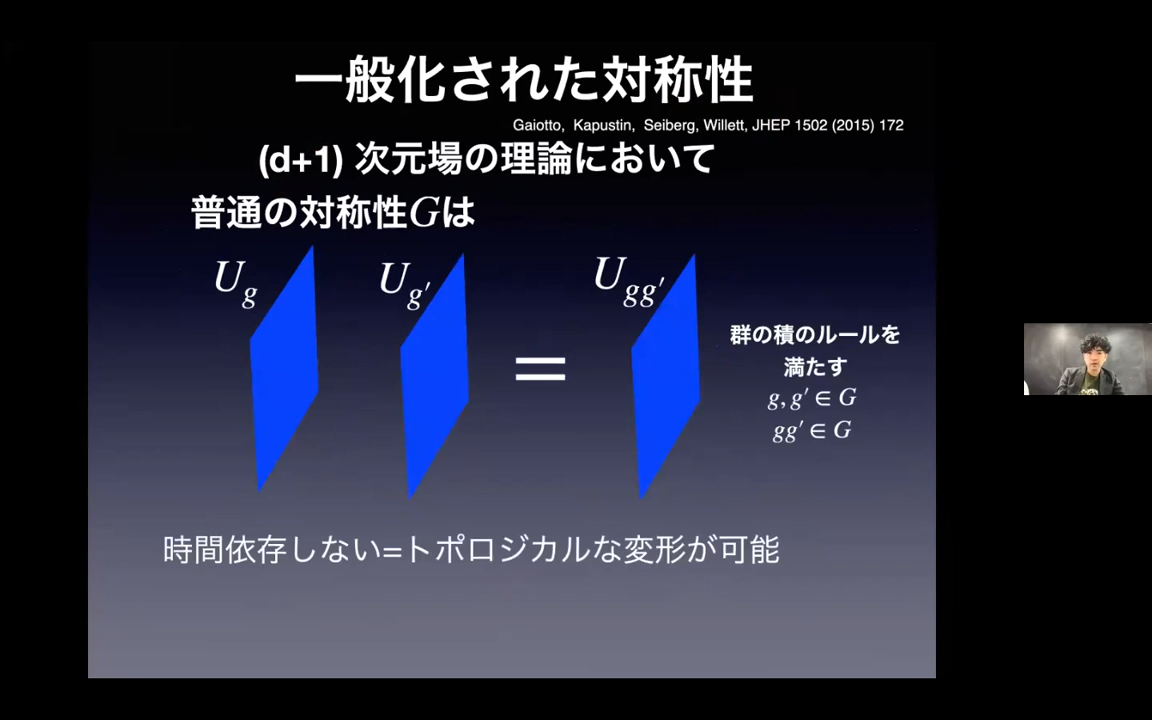 一般化された対称性
Gaiotto, Kapustin, Seiberg, Willett, JHEP 1502 (2015) 172
(d+1) 次元場の理論において
普通の対称性Gは
U_g U_g′ = U_gg′
群の積のルールを
満たす
g, g′ ∈ G
gg′ ∈ G
時間依存しない=トポロジカルな変形が可能